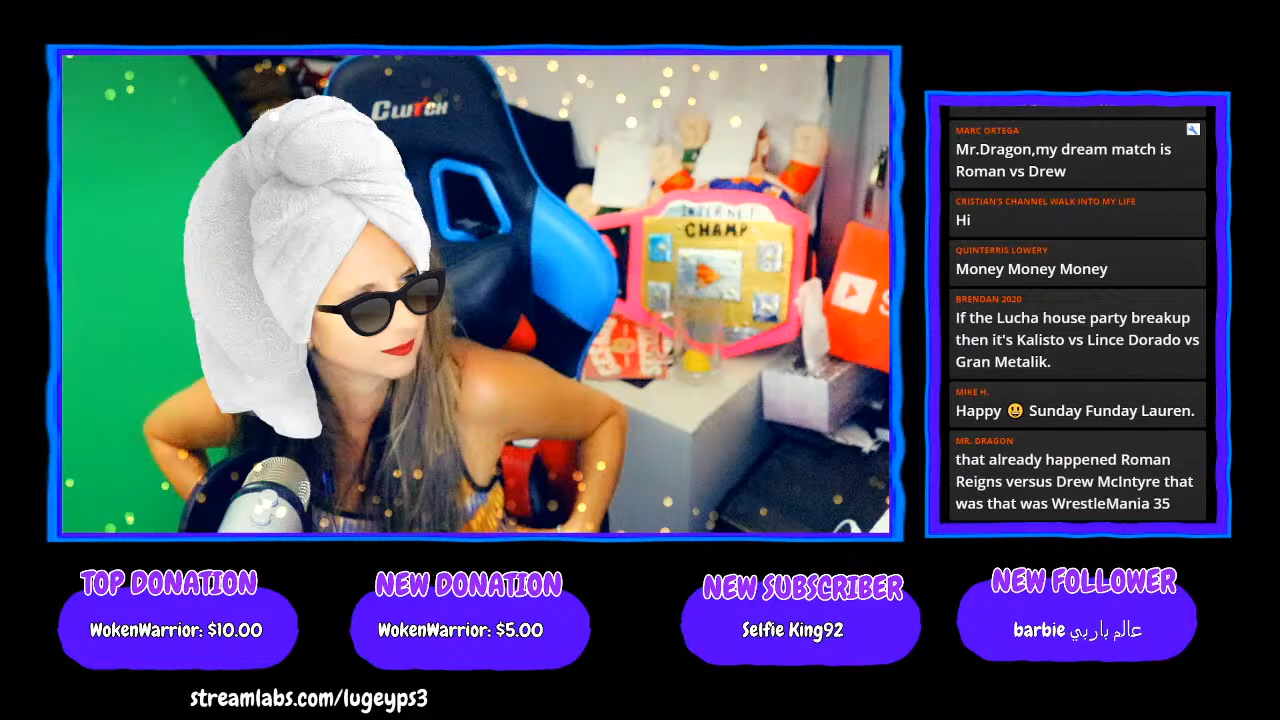 CLUTCH
INTERNET
CHAMP
MARC ORTEGA
Mr.Dragon,my dream match is
Roman vs Drew
CRISTIAN'S CHANNEL WALK INTO MY LIFE
Hi
QUINTERRIS LOWERY
Money Money Money
BRENDAN 2020
If the Lucha house party breakup
then it's Kalisto vs Lince Dorado vs
Gran Metalik.
MIKE H.
Happy 😃 Sunday Funday Lauren.
MR. DRAGON
that already happened Roman
Reigns versus Drew McIntyre that
was that was WrestleMania 35
TOP DONATION
WokenWarrior: $10.00
NEW DONATION
WokenWarrior: $5.00
NEW SUBSCRIBER
Selfie King92
NEW FOLLOWER
barbie عالم باربي
streamlabs.com/lugeyps3